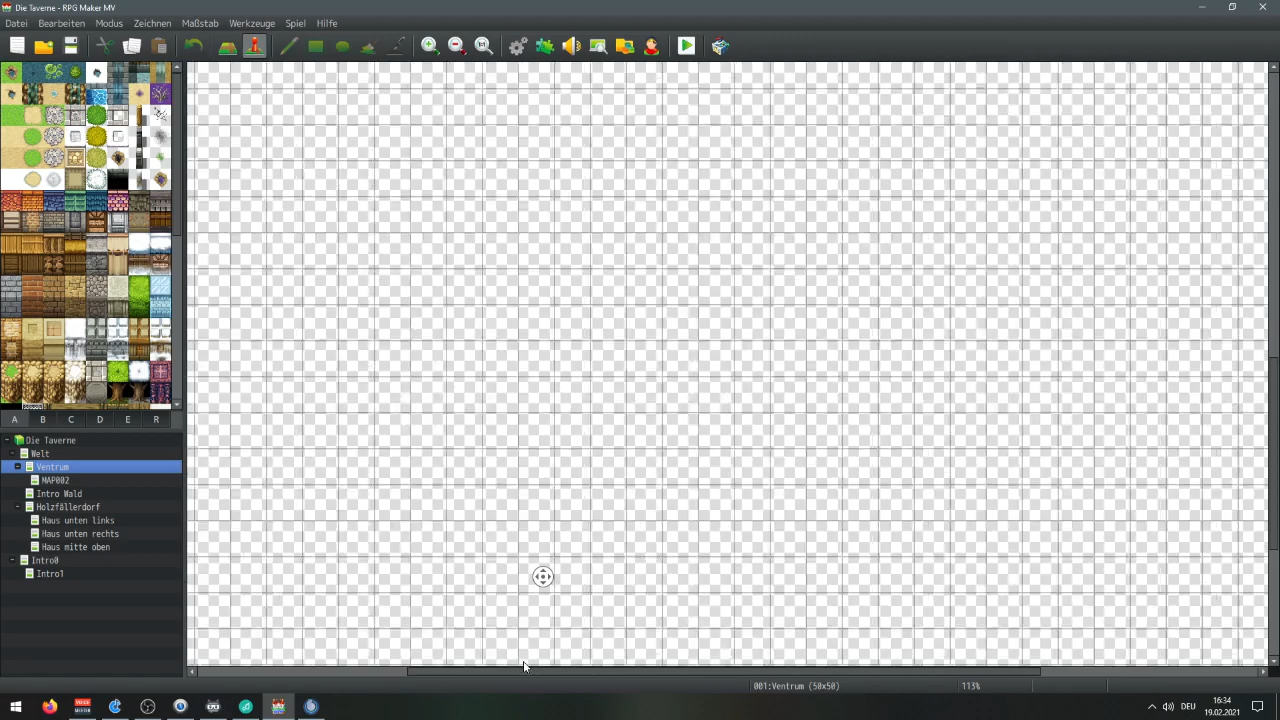 Die Taverne - RPG Maker MV
Datei Bearbeiten Modus Zeichnen Maßstab Werkzeuge Spiel Hilfe
A B C D E R
Die Taverne
Welt
Ventrum
MAP002
Intro Wald
Holzfällerdorf
Haus unten links
Haus unten rechts
Haus mitte oben
Intro0
Intro1
001:Ventrum (50x50) 113%
DEU
16:34
19.02.2021